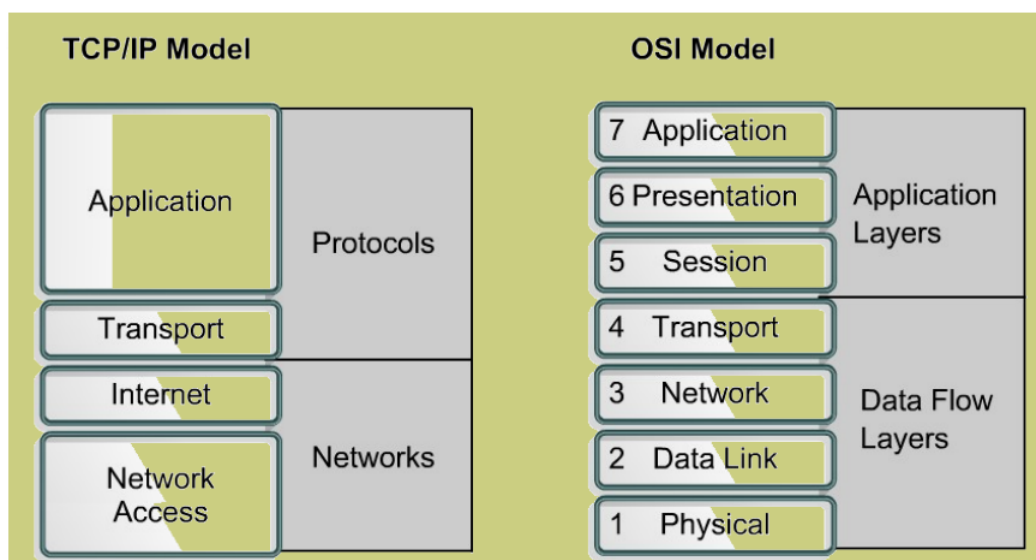 TCP/IP Model
Application
Transport
Internet
Network
Access
Protocols
Networks
OSI Model
7 Application
6 Presentation
5 Session
4 Transport
3 Network
2 Data Link
1 Physical
Application
Layers
Data Flow
Layers